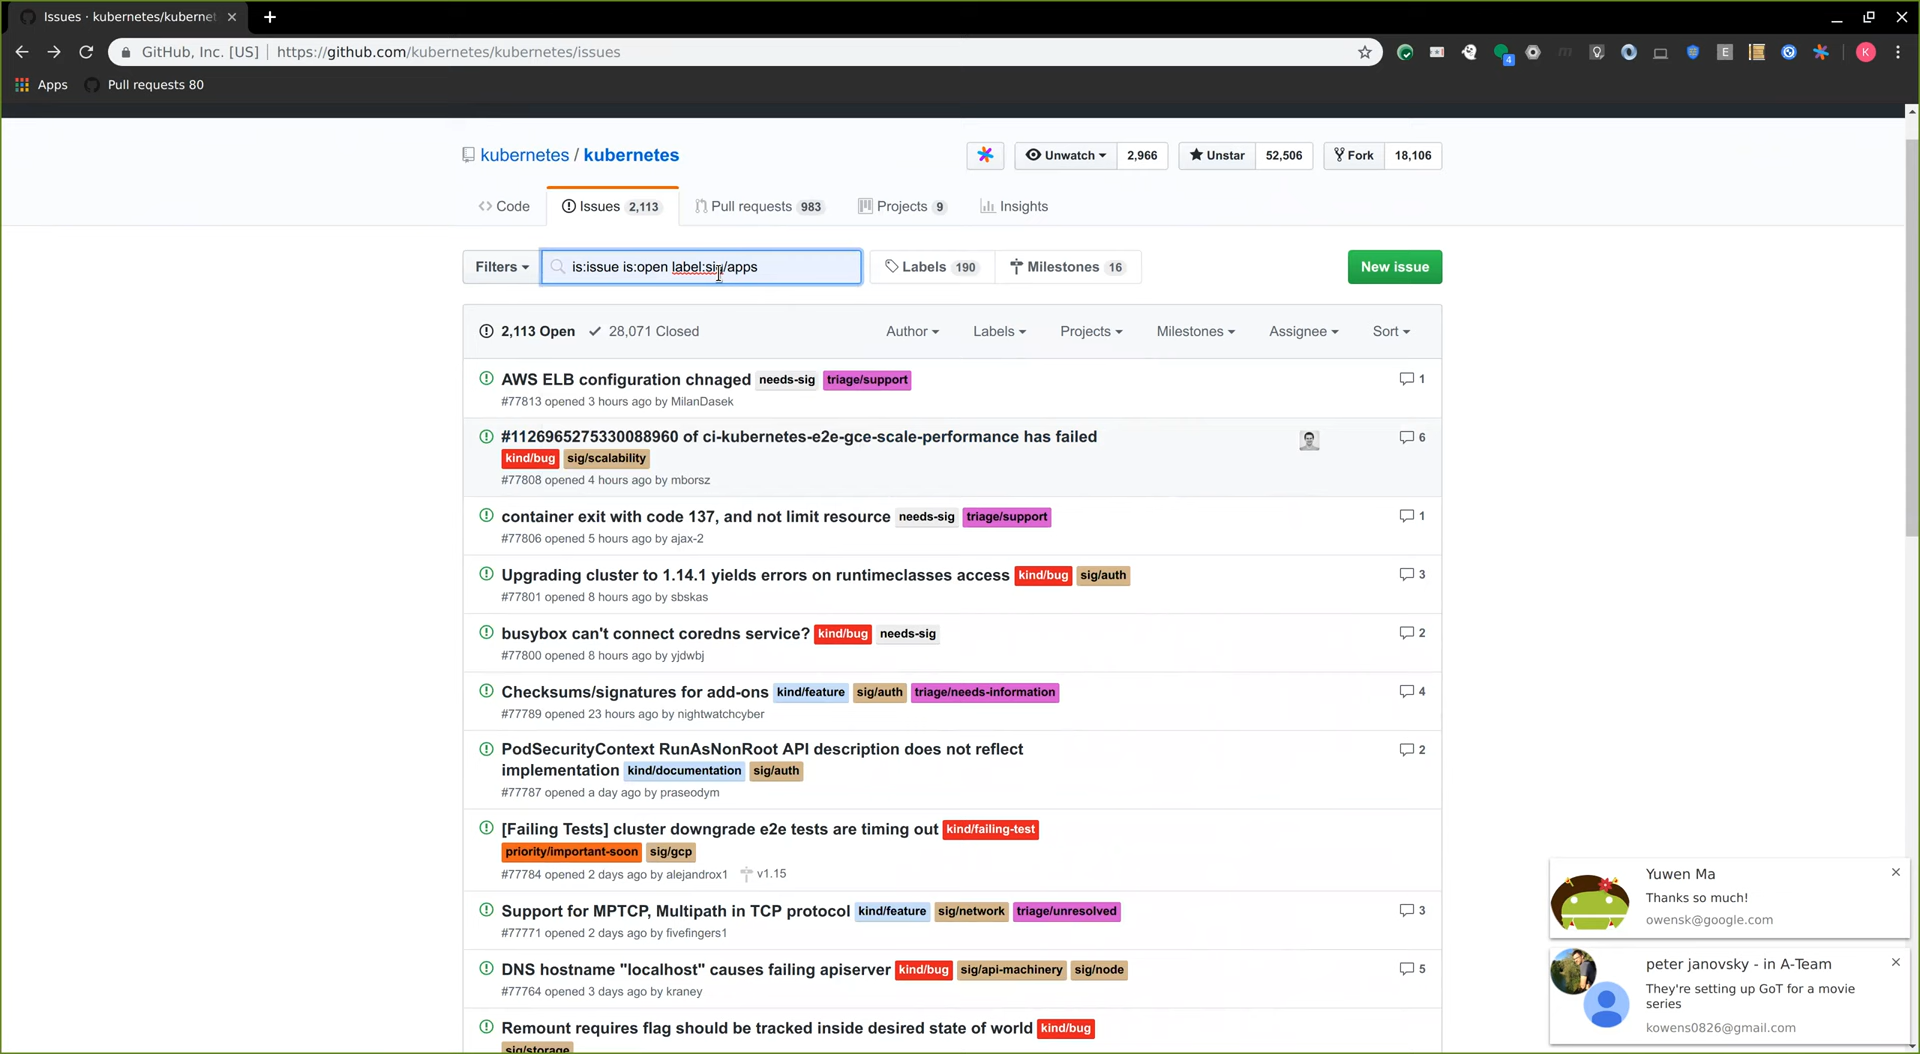 Issues · kubernetes/kubernet
GitHub, Inc. [US] | https://github.com/kubernetes/kubernetes/issues
4
E
K
Apps
Pull requests 80
kubernetes / kubernetes
Unwatch 2,966
Unstar 52,506
Fork 18,106
Code
Issues 2,113
Pull requests 983
Projects 9
Insights
Filters
is:issue is:open label:sig/apps
Labels 190
Milestones 16
New issue
2,113 Open
28,071 Closed
Author
Labels
Projects
Milestones
Assignee
Sort
AWS ELB configuration chnaged needs-sig triage/support
1
#77813 opened 3 hours ago by MilanDasek
#1126965275330088960 of ci-kubernetes-e2e-gce-scale-performance has failed
6
kind/bug sig/scalability
#77808 opened 4 hours ago by mborsz
container exit with code 137, and not limit resource needs-sig triage/support
1
#77806 opened 5 hours ago by ajax-2
Upgrading cluster to 1.14.1 yields errors on runtimeclasses access kind/bug sig/auth
3
#77801 opened 8 hours ago by sbskas
busybox can't connect coredns service? kind/bug needs-sig
2
#77800 opened 8 hours ago by yjdwbj
Checksums/signatures for add-ons kind/feature sig/auth triage/needs-information
4
#77789 opened 23 hours ago by nightwatchcyber
PodSecurityContext RunAsNonRoot API description does not reflect
2
implementation kind/documentation sig/auth
#77787 opened a day ago by praseodym
[Failing Tests] cluster downgrade e2e tests are timing out kind/failing-test
priority/important-soon sig/gcp
#77784 opened 2 days ago by alejandrox1 v1.15
Support for MPTCP, Multipath in TCP protocol kind/feature sig/network triage/unresolved
3
#77771 opened 2 days ago by fivefingers1
DNS hostname "localhost" causes failing apiserver kind/bug sig/api-machinery sig/node
5
#77764 opened 3 days ago by kraney
Remount requires flag should be tracked inside desired state of world kind/bug
sig/storage
Yuwen Ma
Thanks so much!
owensk@google.com
peter janovsky - in A-Team
They're setting up GoT for a movie
series
kowens0826@gmail.com